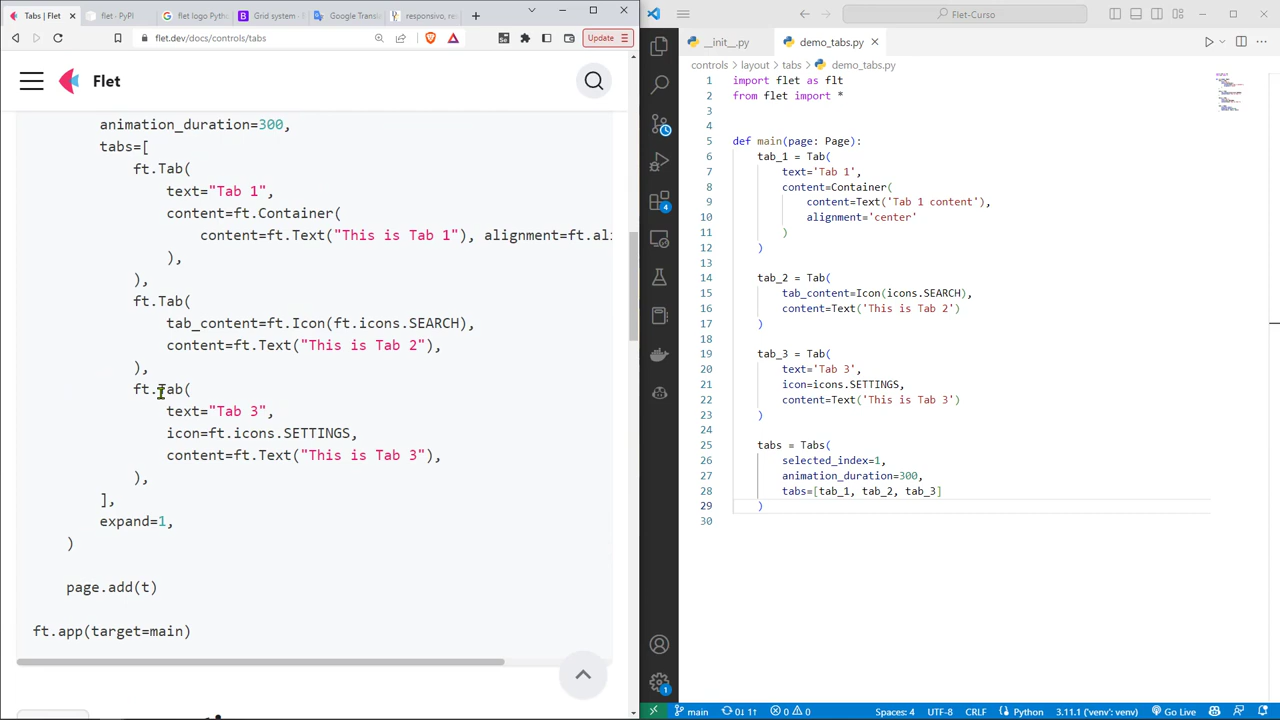 Tabs | Flet
flet · PyPI
flet logo Pyth
Grid system ·
Google Transl
responsivo, re
flet.dev/docs/controls/tabs
Update
Flet
animation_duration=300,
tabs=[
ft.Tab(
text="Tab 1",
content=ft.Container(
content=ft.Text("This is Tab 1"), alignment=ft.ali
),
),
ft.Tab(
tab_content=ft.Icon(ft.icons.SEARCH),
content=ft.Text("This is Tab 2"),
),
ft.Tab(
text="Tab 3",
icon=ft.icons.SETTINGS,
content=ft.Text("This is Tab 3"),
),
],
expand=1,
)
page.add(t)
ft.app(target=main)
Flet-Curso
__init__.py
demo_tabs.py
controls > layout > tabs > demo_tabs.py
1 import flet as flt
2 from flet import *
3
4
5 def main(page: Page):
6 tab_1 = Tab(
7 text='Tab 1',
8 content=Container(
9 content=Text('Tab 1 content'),
10 alignment='center'
11 )
12 )
13
14 tab_2 = Tab(
15 tab_content=Icon(icons.SEARCH),
16 content=Text('This is Tab 2')
17 )
18
19 tab_3 = Tab(
20 text='Tab 3',
21 icon=icons.SETTINGS,
22 content=Text('This is Tab 3')
23 )
24
25 tabs = Tabs(
26 selected_index=1,
27 animation_duration=300,
28 tabs=[tab_1, tab_2, tab_3]
29 )
30
4
1
main 0↓ 1↑ 0 0 Spaces: 4 UTF-8 CRLF Python 3.11.1 ('venv': venv) Go Live